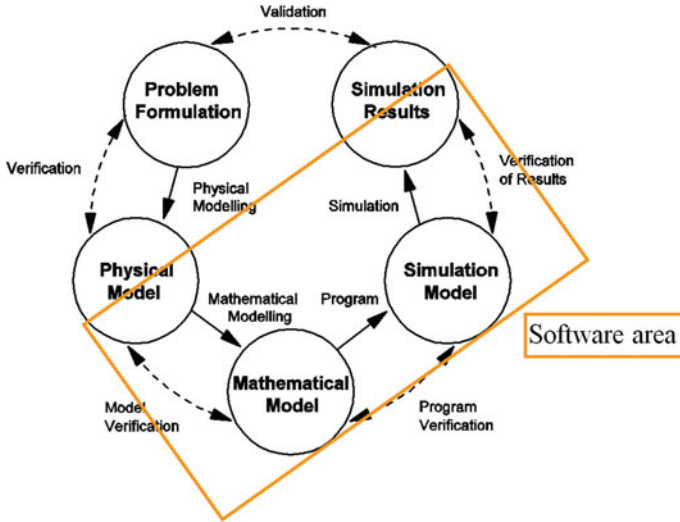 Validation
Problem
Formulation
Simulation
Results
Verification
Physical
Modelling
Simulation
Verification
of Results
Physical
Model
Mathematical
Modelling
Program
Simulation
Model
Software area
Mathematical
Model
Model
Verification
Program
Verification